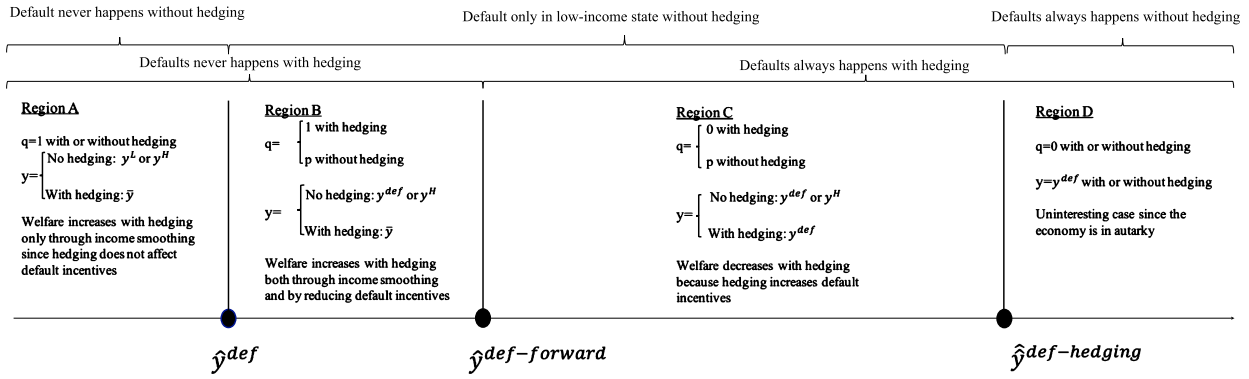 Default never happens without hedging
Default only in low-income state without hedging
Defaults always happens without hedging
Defaults never happens with hedging
Defaults always happens with hedging
Region A
q=1 with or without hedging
y=
No hedging: y^L or y^H
With hedging: ȳ
Welfare increases with hedging
only through income smoothing
since hedging does not affect
default incentives
Region B
q=
1 with hedging
p without hedging
y=
No hedging: y^def or y^H
With hedging: ȳ
Welfare increases with hedging
both through income smoothing
and by reducing default incentives
Region C
q=
0 with hedging
p without hedging
y=
No hedging: y^def or y^H
With hedging: y^def
Welfare decreases with hedging
because hedging increases default
incentives
Region D
q=0 with or without hedging
y=y^def with or without hedging
Uninteresting case since the
economy is in autarky
ŷ^def
ŷ^def−forward
ŷ̂^def−hedging